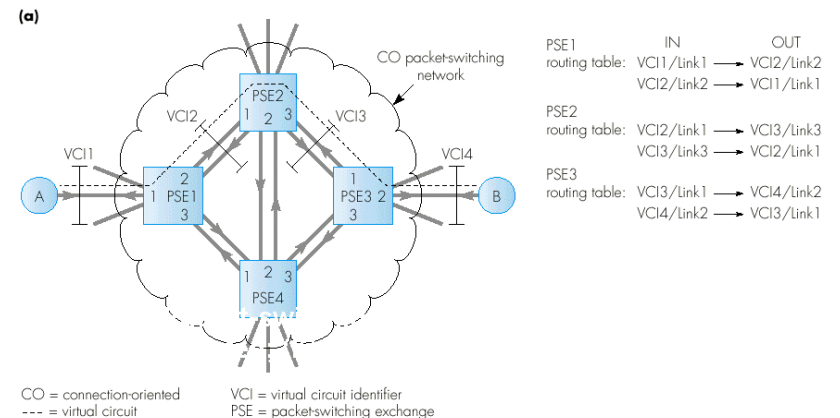 (a)
CO packet-switching
network
PSE2
1 2 3
VCI2
VCI3
VCI1
VCI4
A
2
1 PSE1
3
1
PSE3 2
3
B
1 2 3
PSE4
PSE1 IN OUT
routing table: VCI1/Link1 VCI2/Link2
VCI2/Link2 VCI1/Link1
PSE2
routing table: VCI2/Link1 VCI3/Link3
VCI3/Link3 VCI2/Link1
PSE3
routing table: VCI3/Link1 VCI4/Link2
VCI4/Link2 VCI3/Link1
CO = connection-oriented VCI = virtual circuit identifier
--- = virtual circuit PSE = packet-switching exchange